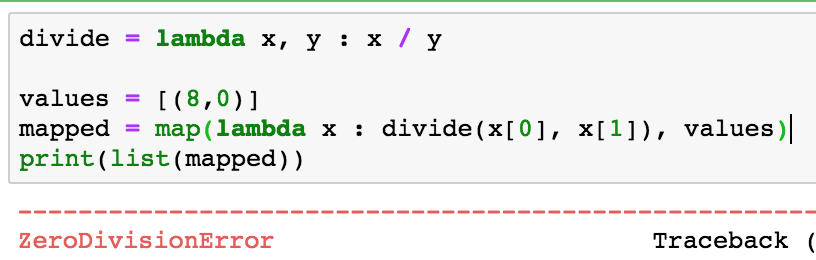 divide = lambda x, y : x / y
values = [(8,0)]
mapped = map(lambda x : divide(x[0], x[1]), values)
print(list(mapped))
---------------------------------------------------------
ZeroDivisionError Traceback (